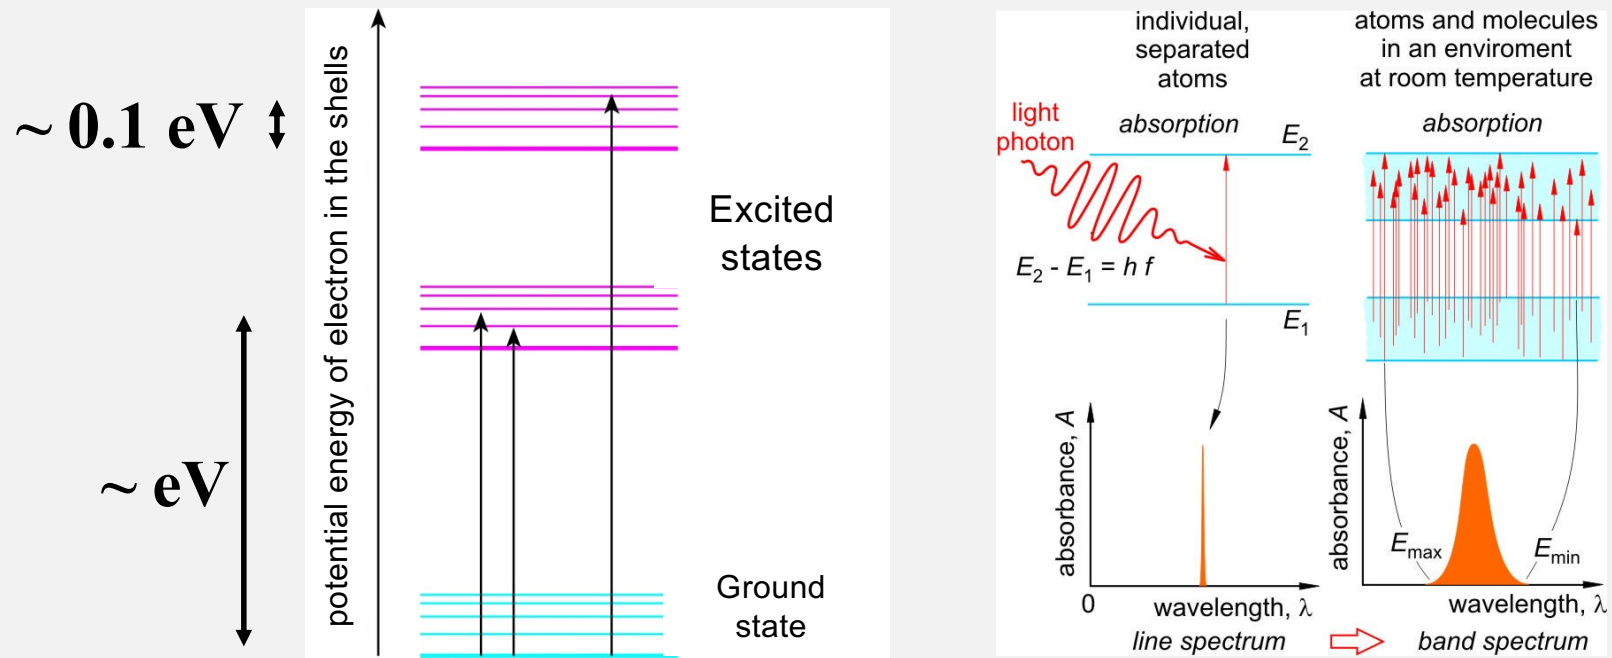 ~ 0.1 eV
~ eV
potential energy of electron in the shells
Excited
states
Ground
state
individual,
separated
atoms
light
photon
absorption
E₂
E₂ - E₁ = h f
E₁
absorbance, A
0
wavelength, λ
line spectrum
atoms and molecules
in an enviroment
at room temperature
absorption
absorbance, A
Emax
Emin
wavelength, λ
band spectrum